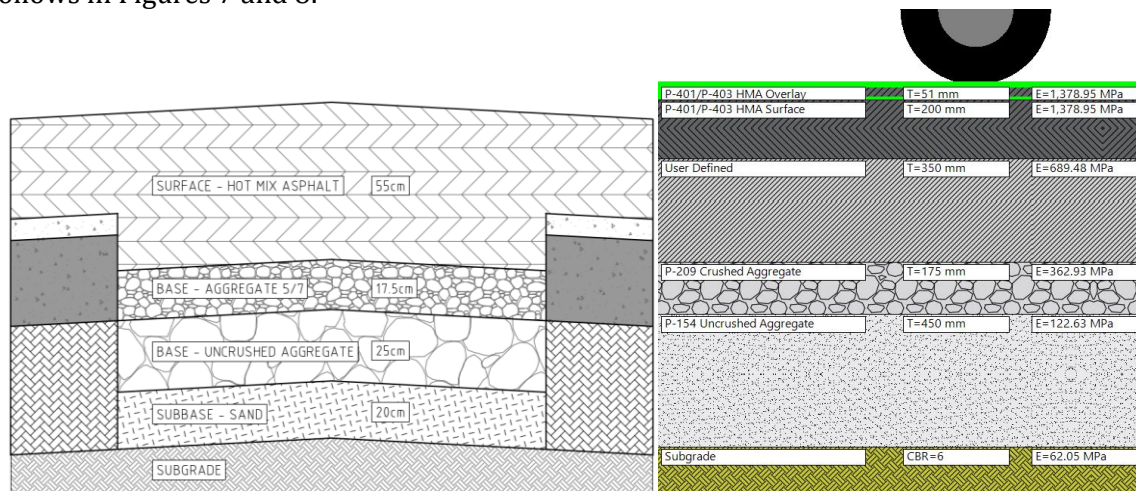 ollows in Figures 7 and 8.
SURFACE - HOT MIX ASPHALT 55cm
BASE - AGGREGATE 5/7 17.5cm
BASE - UNCRUSHED AGGREGATE 25cm
SUBBASE - SAND 20cm
SUBGRADE
P-401/P-403 HMA Overlay T=51 mm E=1,378.95 MPa
P-401/P-403 HMA Surface T=200 mm E=1,378.95 MPa
User Defined T=350 mm E=689.48 MPa
P-209 Crushed Aggregate T=175 mm E=362.93 MPa
P-154 Uncrushed Aggregate T=450 mm E=122.63 MPa
Subgrade CBR=6 E=62.05 MPa